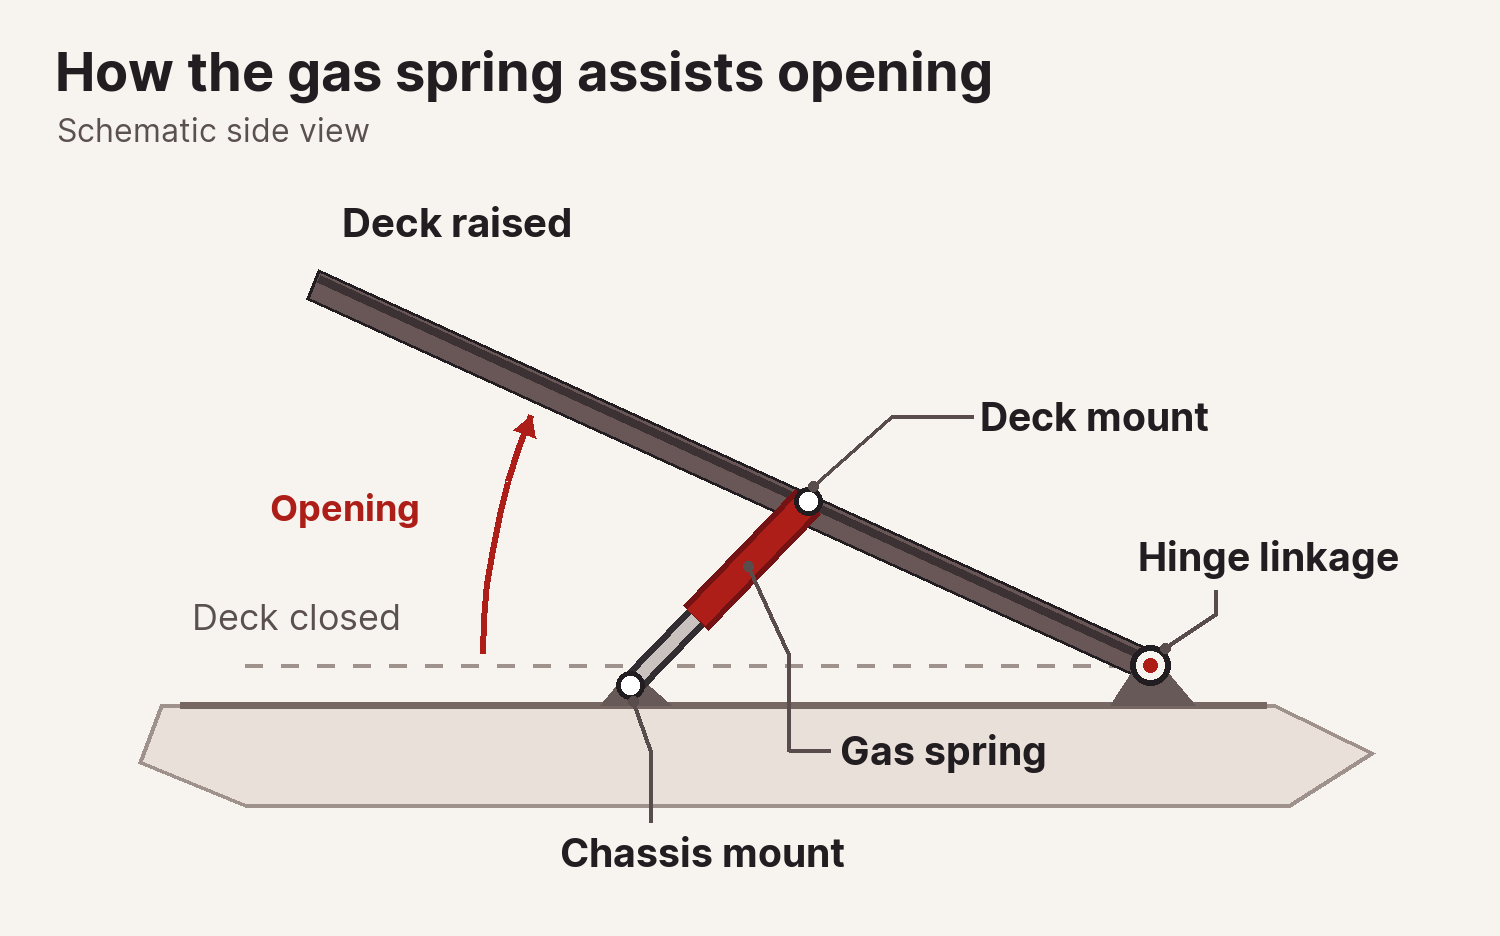 How the gas spring assists opening
Schematic side view
Deck raised
Deck mount
Opening
Hinge linkage
Deck closed
Gas spring
Chassis mount